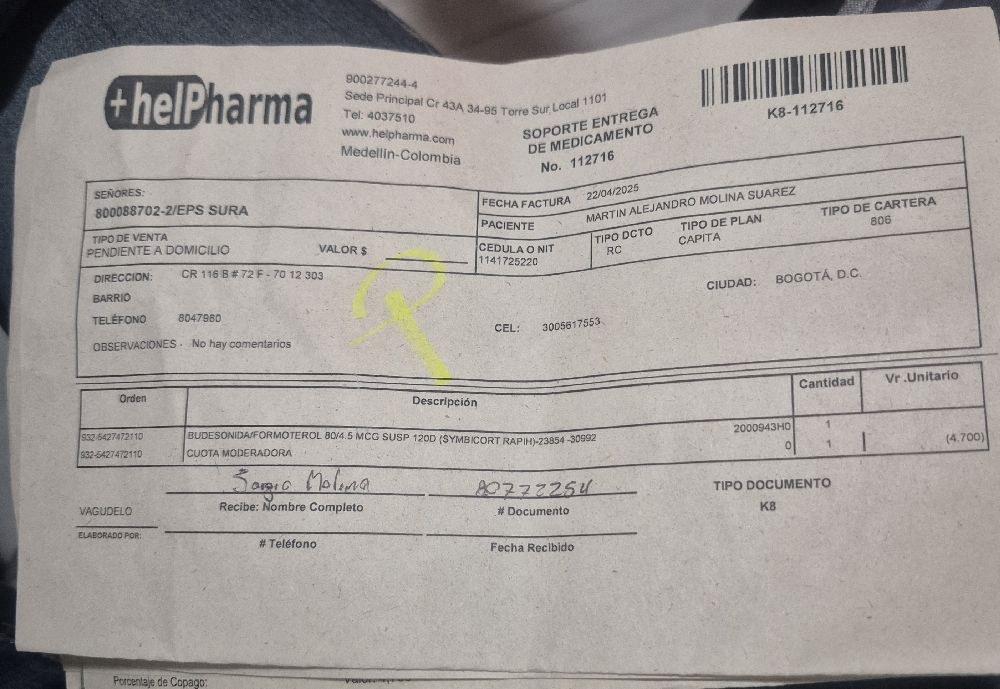 +helPharma
900277244-4
Sede Principal Cr 43A 34-95 Torre Sur Local 1101
Tel: 4037510
www.helpharma.com
Medellín-Colombia
SOPORTE ENTREGA
DE MEDICAMENTO
No. 112716
K8-112716
SEÑORES:
800088702-2/EPS SURA
FECHA FACTURA 22/04/2025
PACIENTE MARTIN ALEJANDRO MOLINA SUAREZ
TIPO DE VENTA
PENDIENTE A DOMICILIO VALOR $
CEDULA O NIT
1141725220
TIPO DCTO
RC
TIPO DE PLAN
CAPITA
TIPO DE CARTERA
806
DIRECCION: CR 116 B # 72 F - 70 12 303
CIUDAD: BOGOTÁ, D.C.
BARRIO
TELÉFONO 8047980
CEL: 3005617553
OBSERVACIONES - No hay comentarios
Orden Descripción Cantidad Vr .Unitario
932-5427472110 BUDESONIDA/FORMOTEROL 80/4.5 MCG SUSP 120D (SYMBICORT RAPIH)-23854 -30992 2000943H0 1
932-5427472110 CUOTA MODERADORA 0 1 (4.700)
Sergio Molina 80772254
VAGUDELO Recibe: Nombre Completo # Documento
TIPO DOCUMENTO
K8
ELABORADO POR:
# Teléfono Fecha Recibido
Porcentaje de Copago: